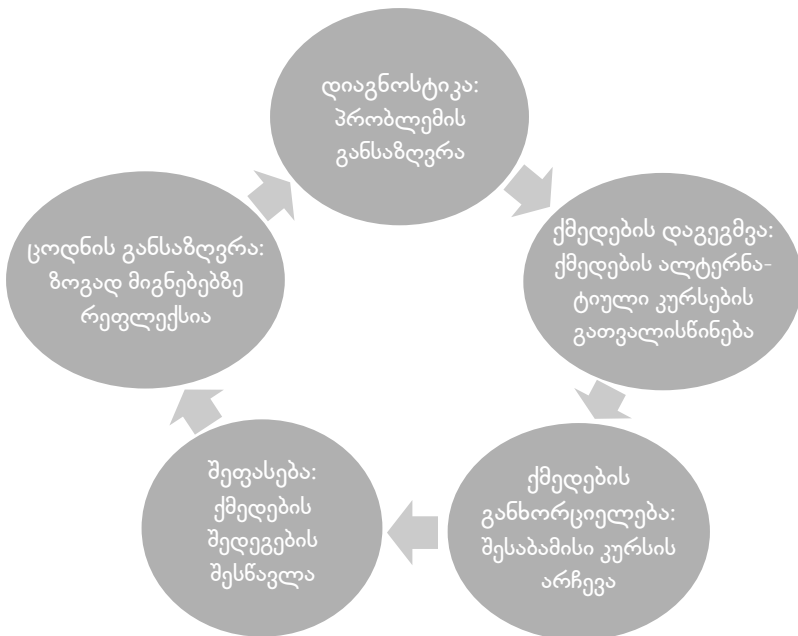 დიაგნოსტიკა:
პრობლემის
განსაზღვრა
ქმედების დაგეგმვა:
ქმედების ალტერნა-
ტიული კურსების
გათვალისწინება
ქმედების
განხორციელება:
შესაბამისი კურსის
არჩევა
შეფასება:
ქმედების
შედეგების
შესწავლა
ცოდნის განსაზღვრა:
ზოგად მიგნებებზე
რეფლექსია